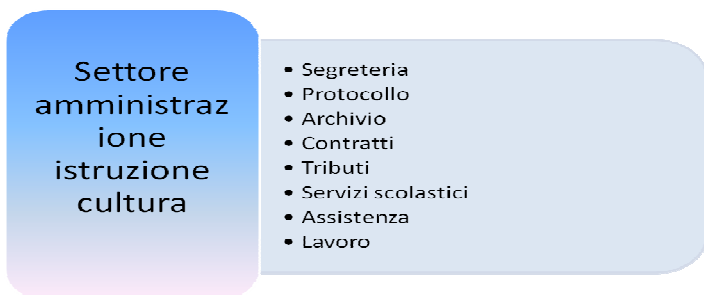 Settore
amministraz
ione
istruzione
cultura
• Segreteria
• Protocollo
• Archivio
• Contratti
• Tributi
• Servizi scolastici
• Assistenza
• Lavoro